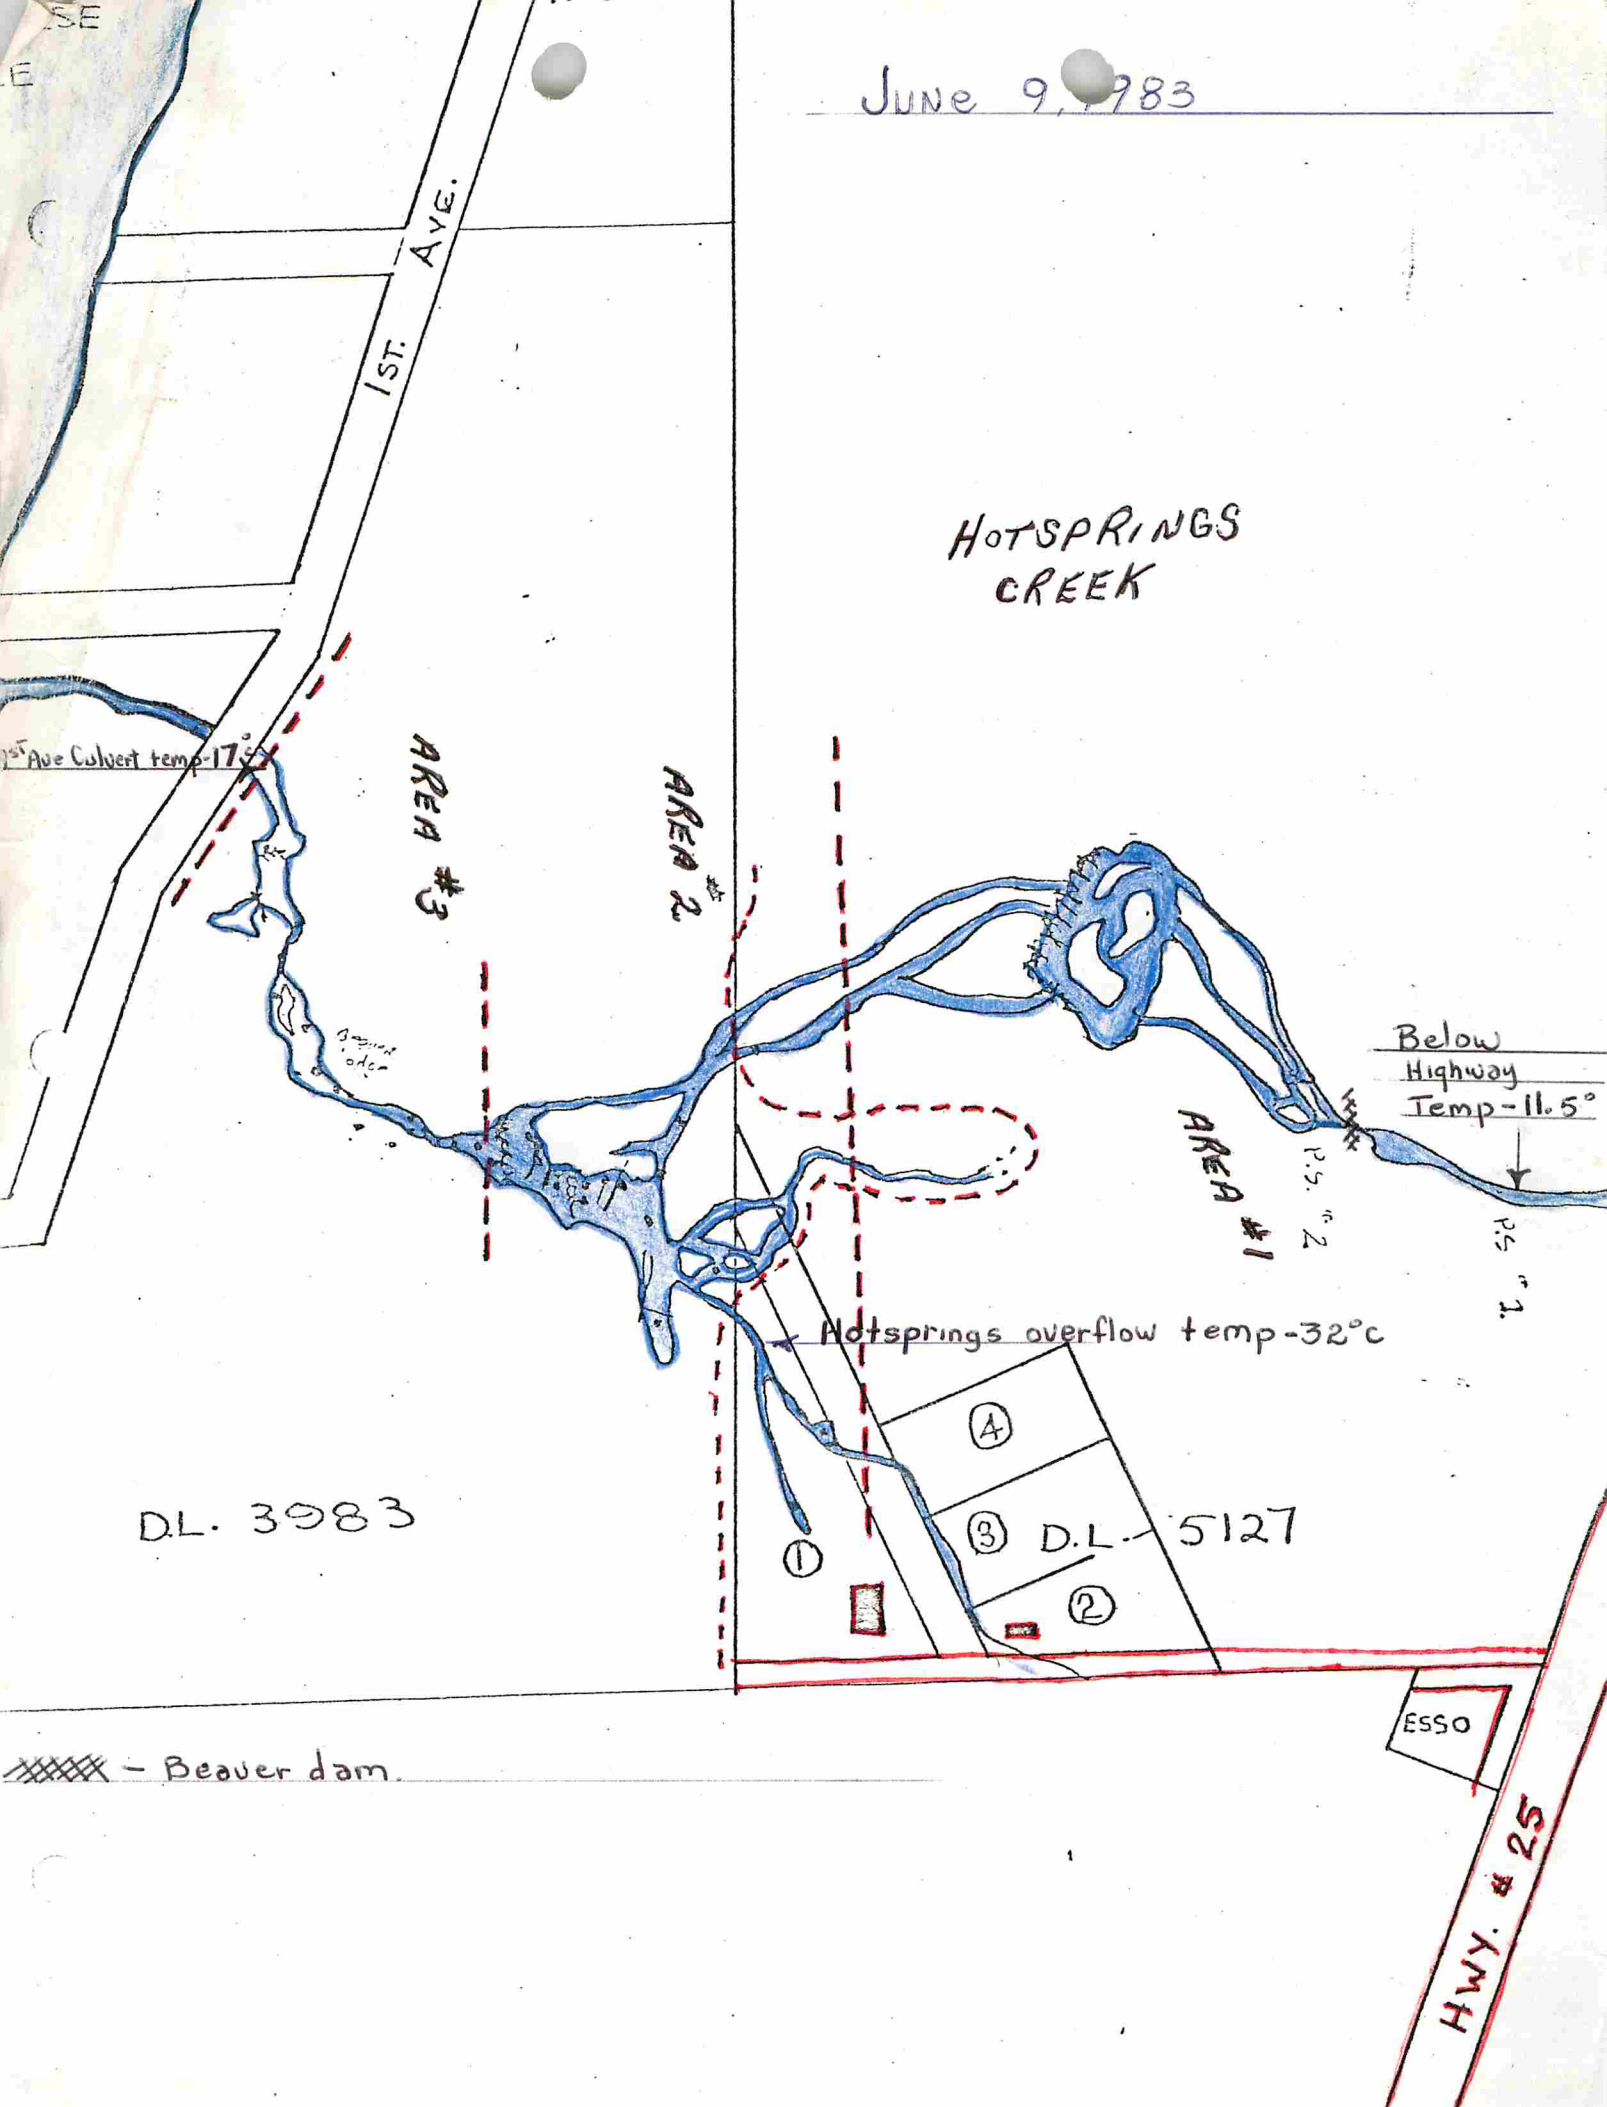 SE
E
JUNe 9, 1983
1ST. AVE.
HOTSPRINGS
CREEK
1ST Ave Culvert temp-17°c
AREA #3
AREA #2
Below
Highway
Temp-11.5°
AREA #1
P.S. "2
P.S "1.
Hotsprings overflow temp-32°c
4
3
D.L. 5127
D.L. 3983
1
2
ESSO
- Beaver dam.
HWY. # 25